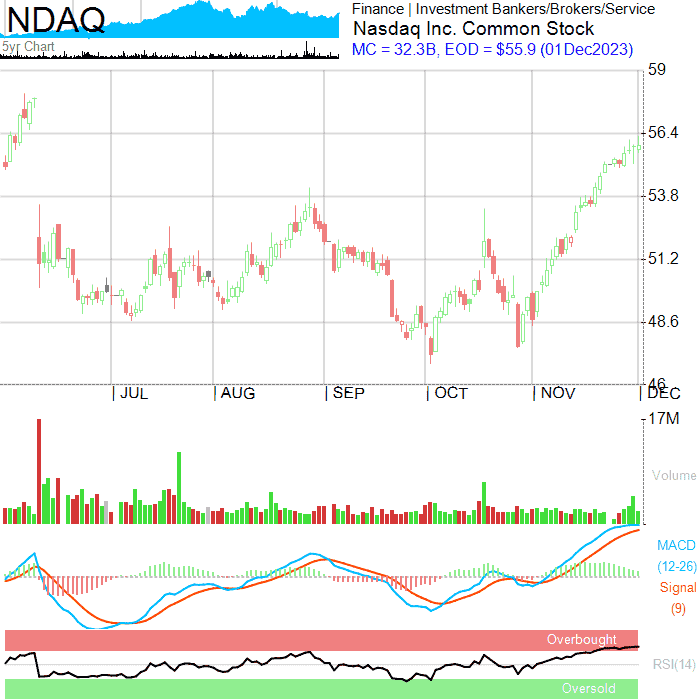 NDAQ
5yr Chart
Finance | Investment Bankers/Brokers/Service
Nasdaq Inc. Common Stock
MC = 32.3B, EOD = $55.9 (01Dec2023)
59
56.4
53.8
51.2
48.6
46
JUL AUG SEP OCT NOV DEC
17M
Volume
MACD
(12-26)
Signal
(9)
Overbought
RSI(14)
Oversold